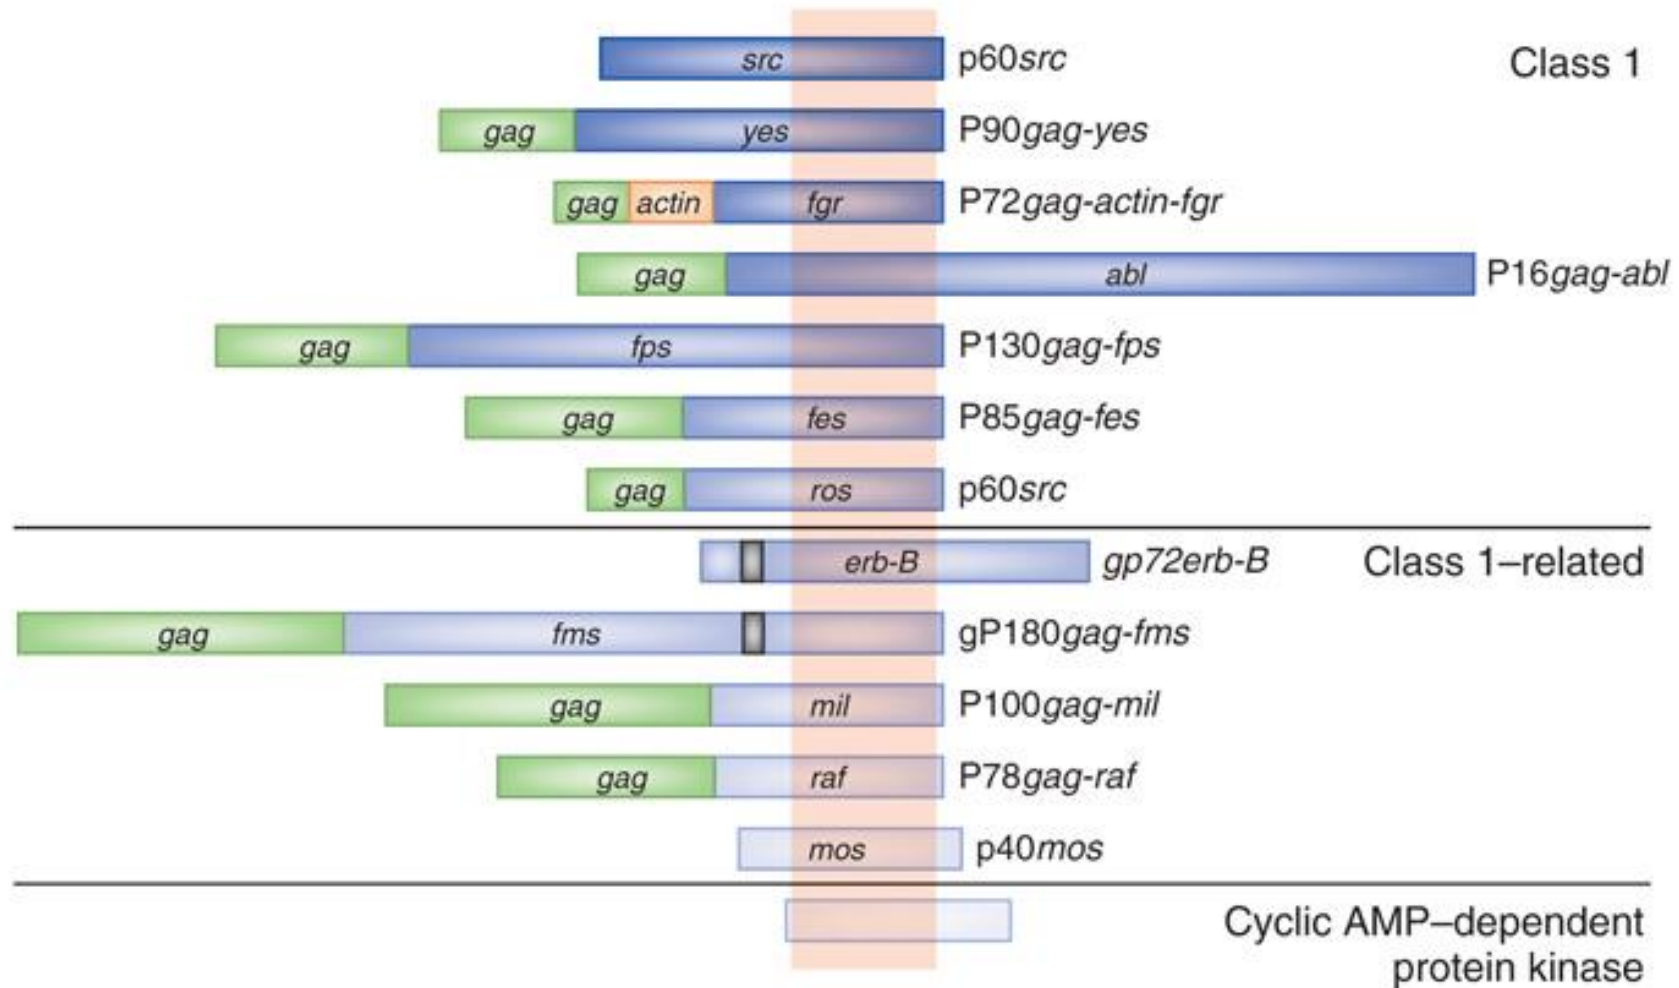 src p60src Class 1
gag yes P90gag-yes
gag actin fgr P72gag-actin-fgr
gag abl P16gag-abl
gag fps P130gag-fps
gag fes P85gag-fes
gag ros p60src
erb-B gp72erb-B Class 1–related
gag fms gP180gag-fms
gag mil P100gag-mil
gag raf P78gag-raf
mos p40mos
Cyclic AMP–dependent
protein kinase